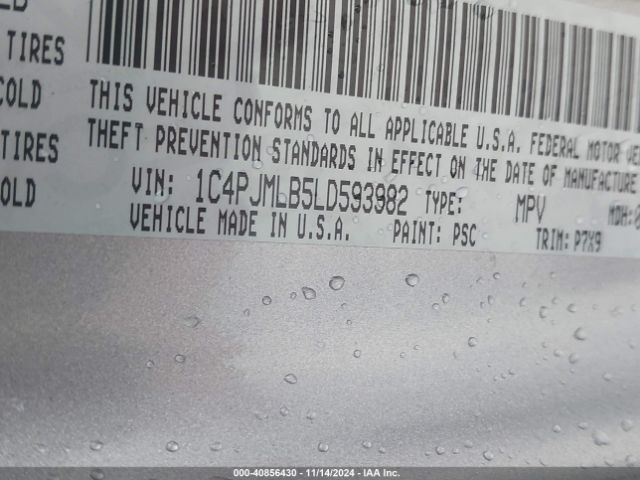 TIRES
COLD
TIRES
COLD
THIS VEHICLE CONFORMS TO ALL APPLICABLE U.S.A. FEDERAL MOTOR
THEFT PREVENTION STANDARDS IN EFFECT ON THE DATE OF MANUFACTURE
VIN: 1C4PJMLB5LD593982 TYPE: MPV MDH:
VEHICLE MADE IN U.S.A. PAINT: PSC TRIM: P7X9
000-40856430 - 11/14/2024 - IAA Inc.